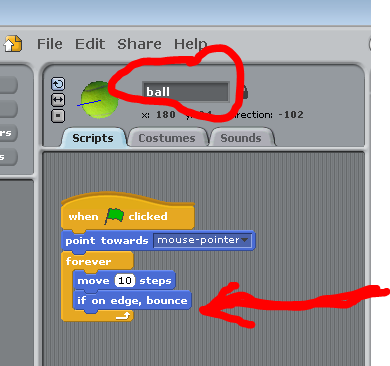 File Edit Share Help
ball
x: 180 direction: -102
Scripts Costumes Sounds
when clicked
point towards mouse-pointer
forever
move 10 steps
if on edge, bounce